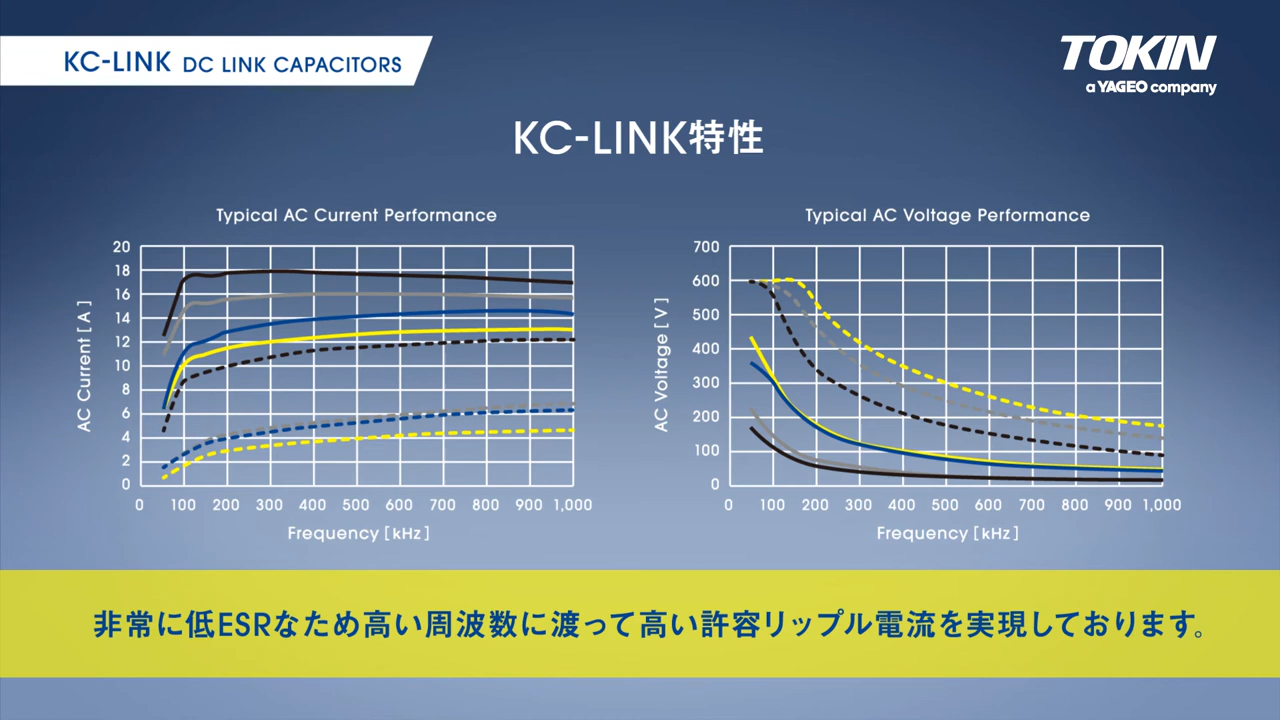 KC-LINK DC LINK CAPACITORS
TOKIN
a YAGEO company
KC-LINK特性
Typical AC Current Performance
20
18
16
14
12
10
8
6
4
2
0
AC Current [ A ]
0 100 200 300 400 500 600 700 800 900 1,000
Frequency [ kHz ]
Typical AC Voltage Performance
700
600
500
400
300
200
100
0
AC Voltage [ V ]
0 100 200 300 400 500 600 700 800 900 1,000
Frequency [ kHz ]
非常に低ESRなため高い周波数に渡って高い許容リップル電流を実現しております。